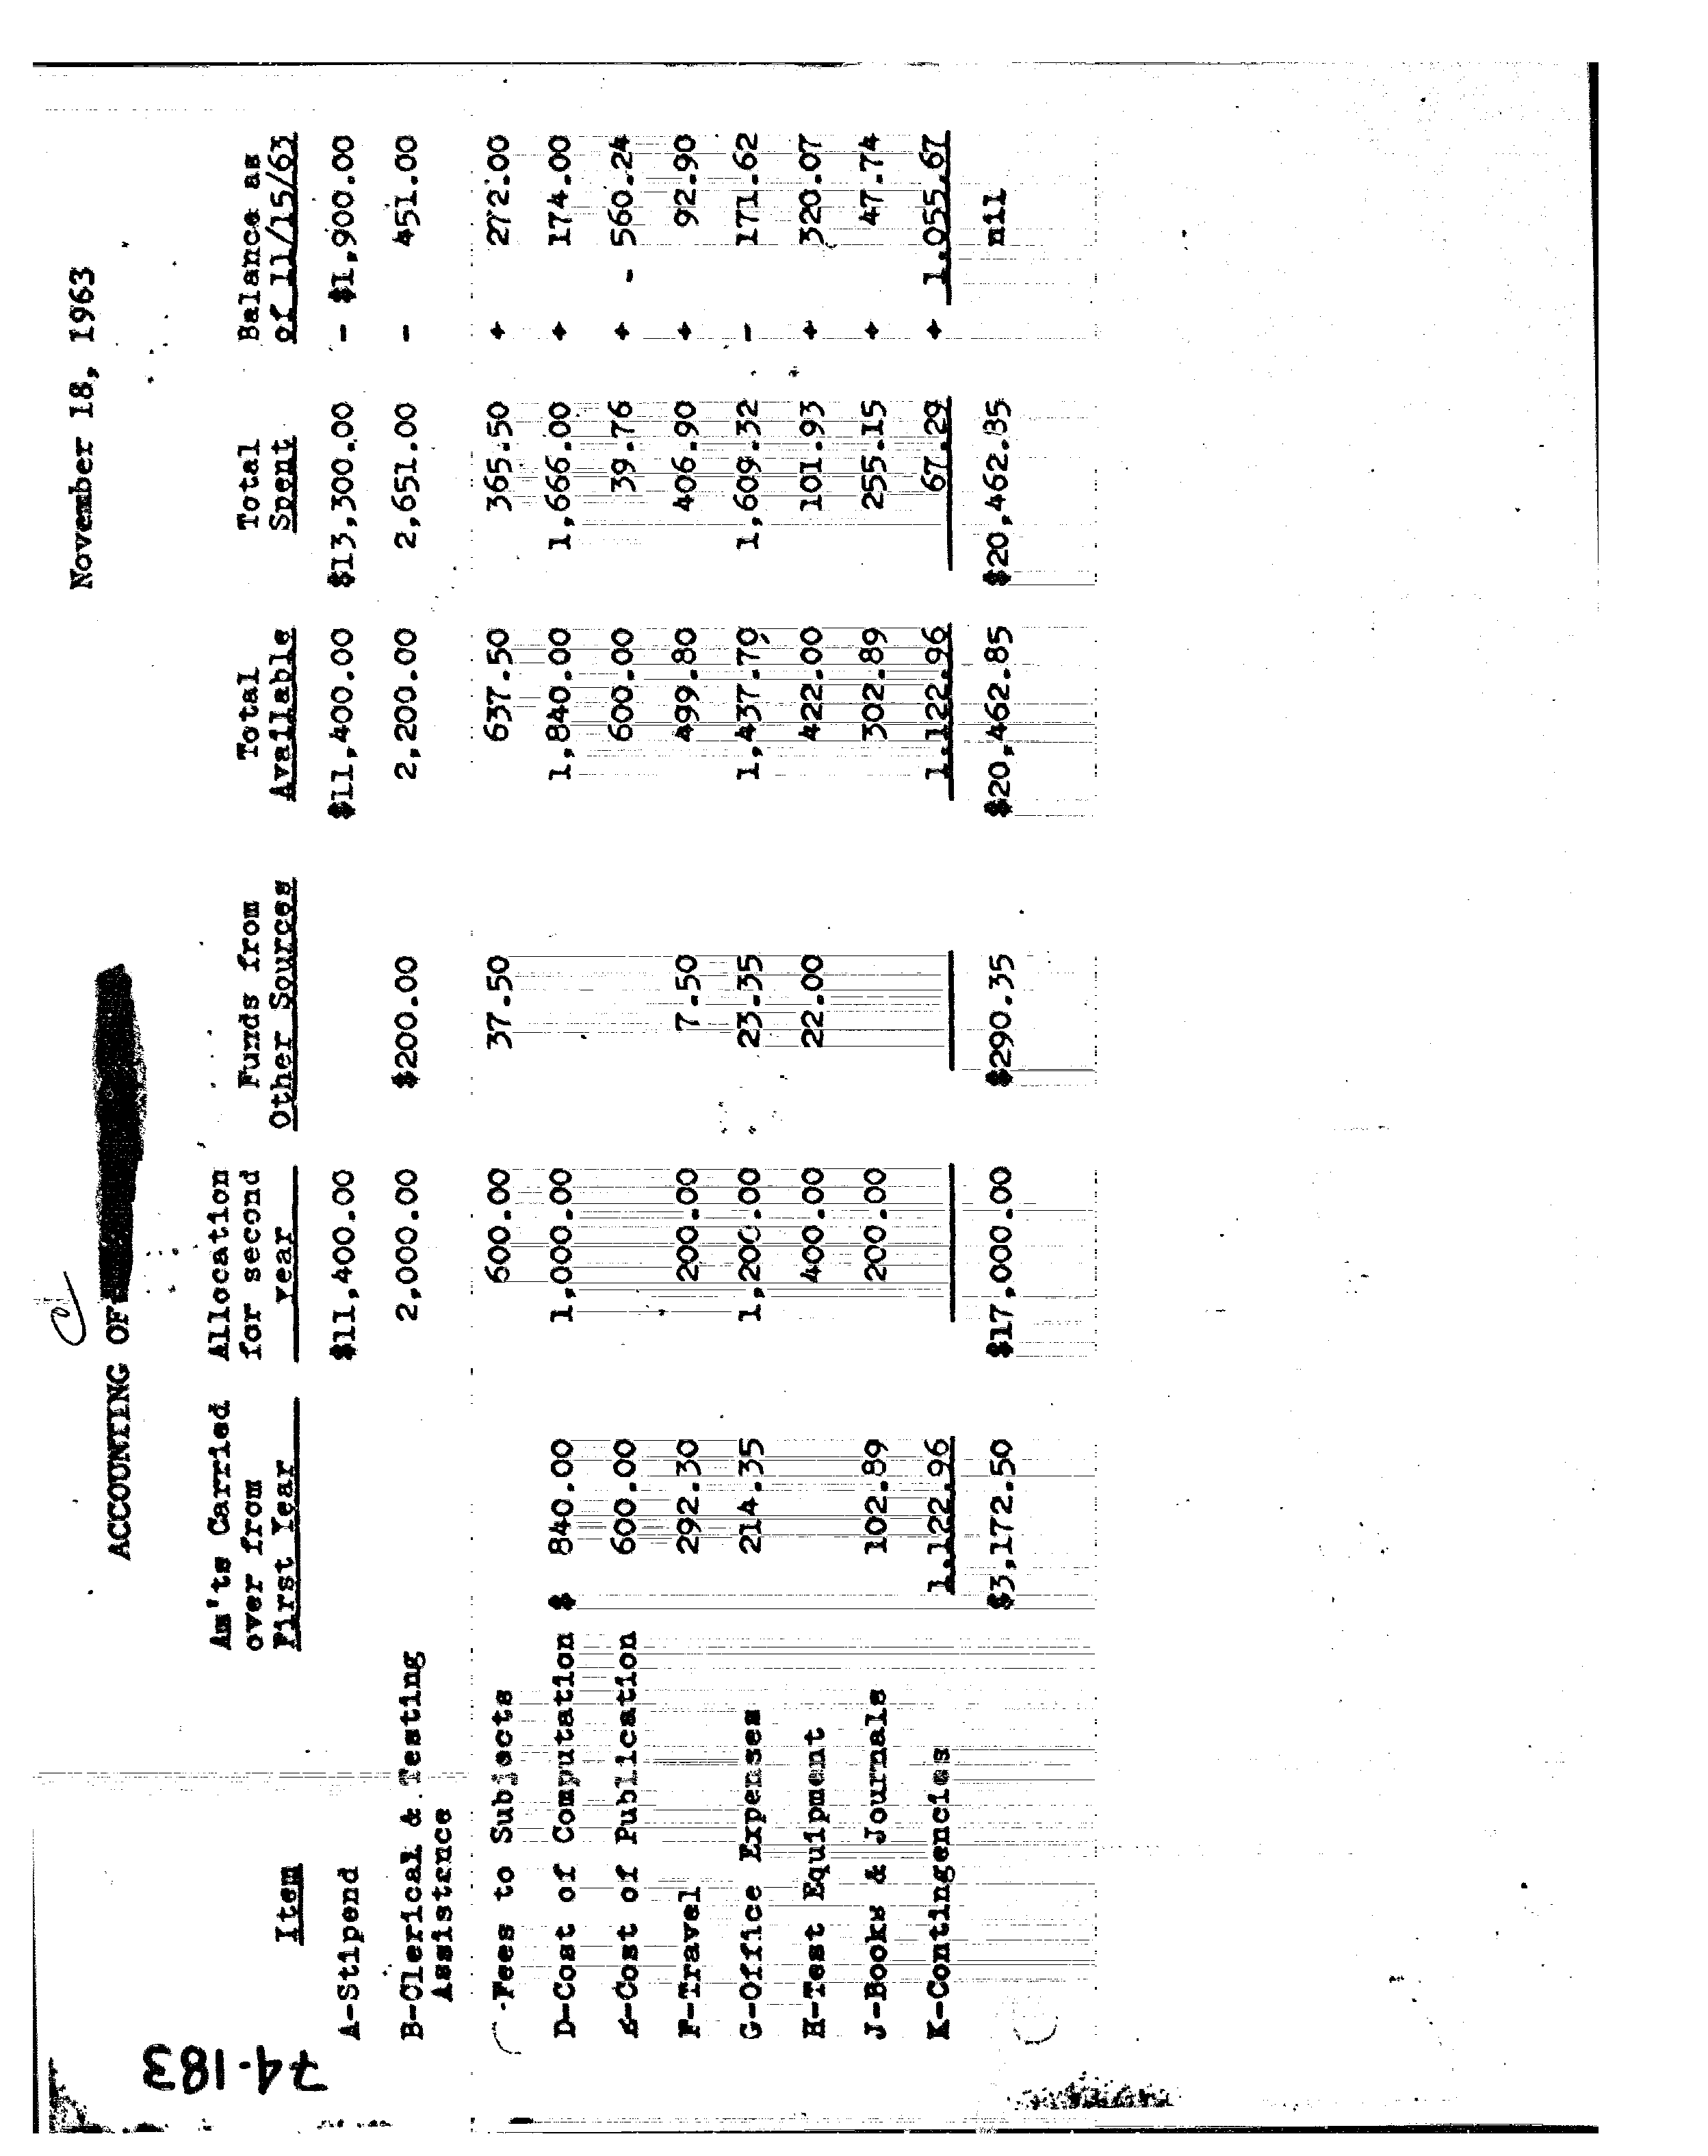 74-183
November 18, 1963
ACCOUNTING OF
Item Am'ts Carried over from First Year Allocation for second Year Funds from Other Sources Total Available Total Spent Balance as of 11/15/63
A-Stipend $11,400.00 $11,400.00 $13,300.00 - $1,900.00
B-Clerical & Testing Assistance 2,000.00 $200.00 2,200.00 2,651.00 - 451.00
-Fees to Subjects 600.00 37.50 637.50 365.50 + 272.00
D-Cost of Computation $ 840.00 1,000.00 1,840.00 1,666.00 + 174.00
E-Cost of Publication 600.00 600.00 39.76 + - 560.24
F-Travel 292.30 200.00 7.50 499.80 406.90 + 92.90
G-Office Expenses 214.35 1,200.00 23.35 1,437.70 1,609.32 - 171.62
H-Test Equipment 400.00 22.00 422.00 101.93 + 320.07
J-Books & Journals 102.89 200.00 302.89 255.15 + 47.74
K-Contingencies 1,122.96 1,122.96 67.29 + 1,055.67
$3,172.50 $17,000.00 $290.35 $20,462.85 $20,462.85 nil